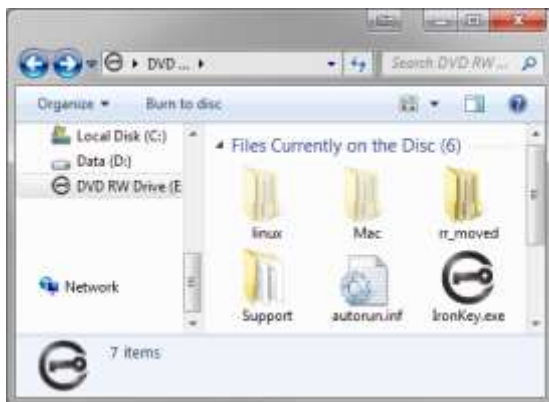 DVD ...
Search DVD RW ...
Organize
Burn to disc
Local Disk (C:)
Data (D:)
DVD RW Drive (E
Network
Files Currently on the Disc (6)
linux
Mac
rr_moved
Support
autorun.inf
IronKey.exe
7 items